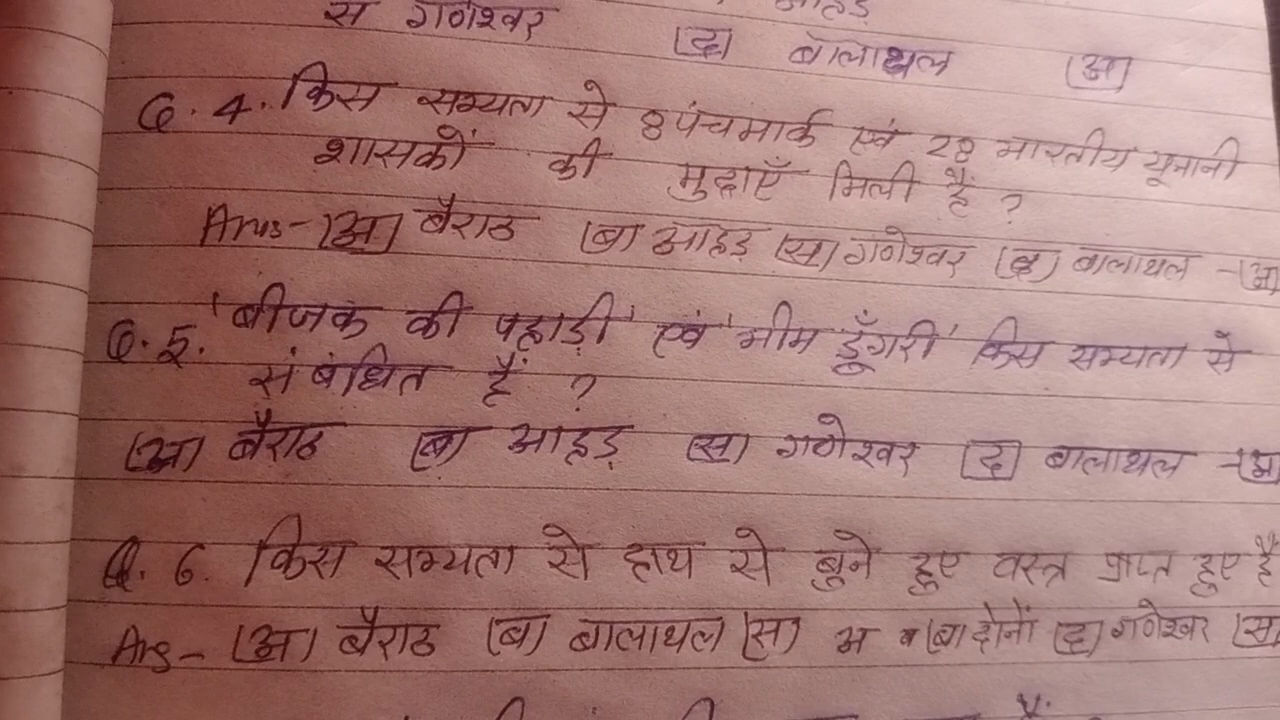 स गणेश्वर (द) बालाथल (अ)
Q.4. किस सभ्यता से 8 पंचमार्क एवं 28 भारतीय यूनानी
शासकों की मुद्राएँ मिली हैं ?
Ans- (अ) बैराठ (ब) आहड़ (स) गणेश्वर (द) बालाथल -(अ)
Q.5. 'बीजक की पहाड़ी' एवं 'भीम डूँगरी' किस सभ्यता से
संबंधित हैं ?
(अ) बैराठ (ब) आहड़ (स) गणेश्वर (द) बालाथल -(अ)
Q.6. किस सभ्यता से हाथ से बुने हुए वस्त्र प्राप्त हुए हैं
Ans- (अ) बैराठ (ब) बालाथल (स) अ व (ब) दोनों (द) गणेश्वर (स)